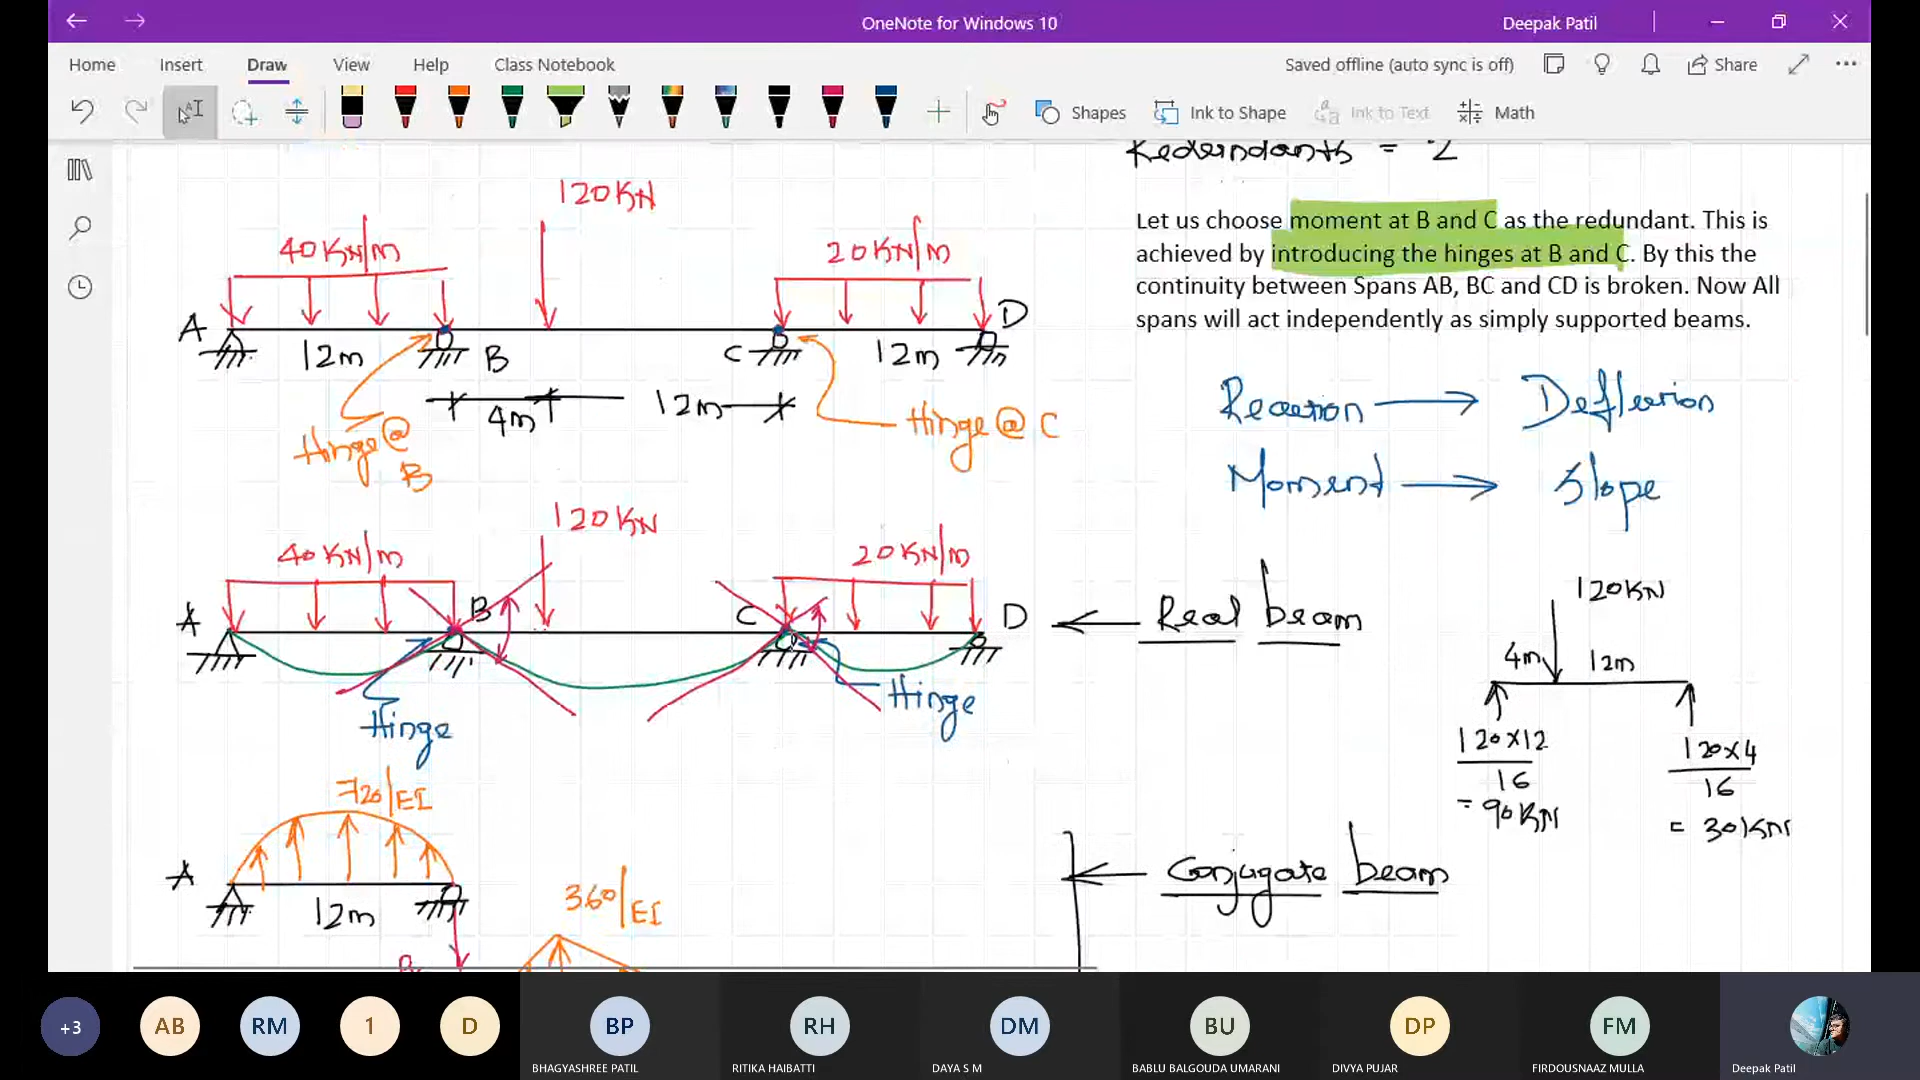 OneNote for Windows 10
Deepak Patil
Home
Insert
Draw
View
Help
Class Notebook
Saved offline (auto sync is off)
Share
Shapes
Ink to Shape
Ink to Text
Math
Rederndants = 2
Let us choose moment at B and C as the redundant. This is
achieved by introducing the hinges at B and C. By this the
continuity between Spans AB, BC and CD is broken. Now All
spans will act independently as simply supported beams.
120KN
40KN/m
20KN/m
A
D
12m
B
C
12m
4m
12m
Hinge@
B
Hinge@ C
Reaction → Deflection
Moment → Slope
120KN
40KN/m
20KN/m
A
B
C
D
Real beam
Hinge
Hinge
120KN
4m
12m
120x12
16
= 90KN
120x4
16
= 30KN
720/EI
A
12m
360/EI
Conjugate beam
+3
AB
RM
1
D
BP
RH
DM
BU
DP
FM
BHAGYASHREE PATIL
RITIKA HAIBATTI
DAYA S M
BABLU BALGOUDA UMARANI
DIVYA PUJAR
FIRDOUSNAAZ MULLA
Deepak Patil